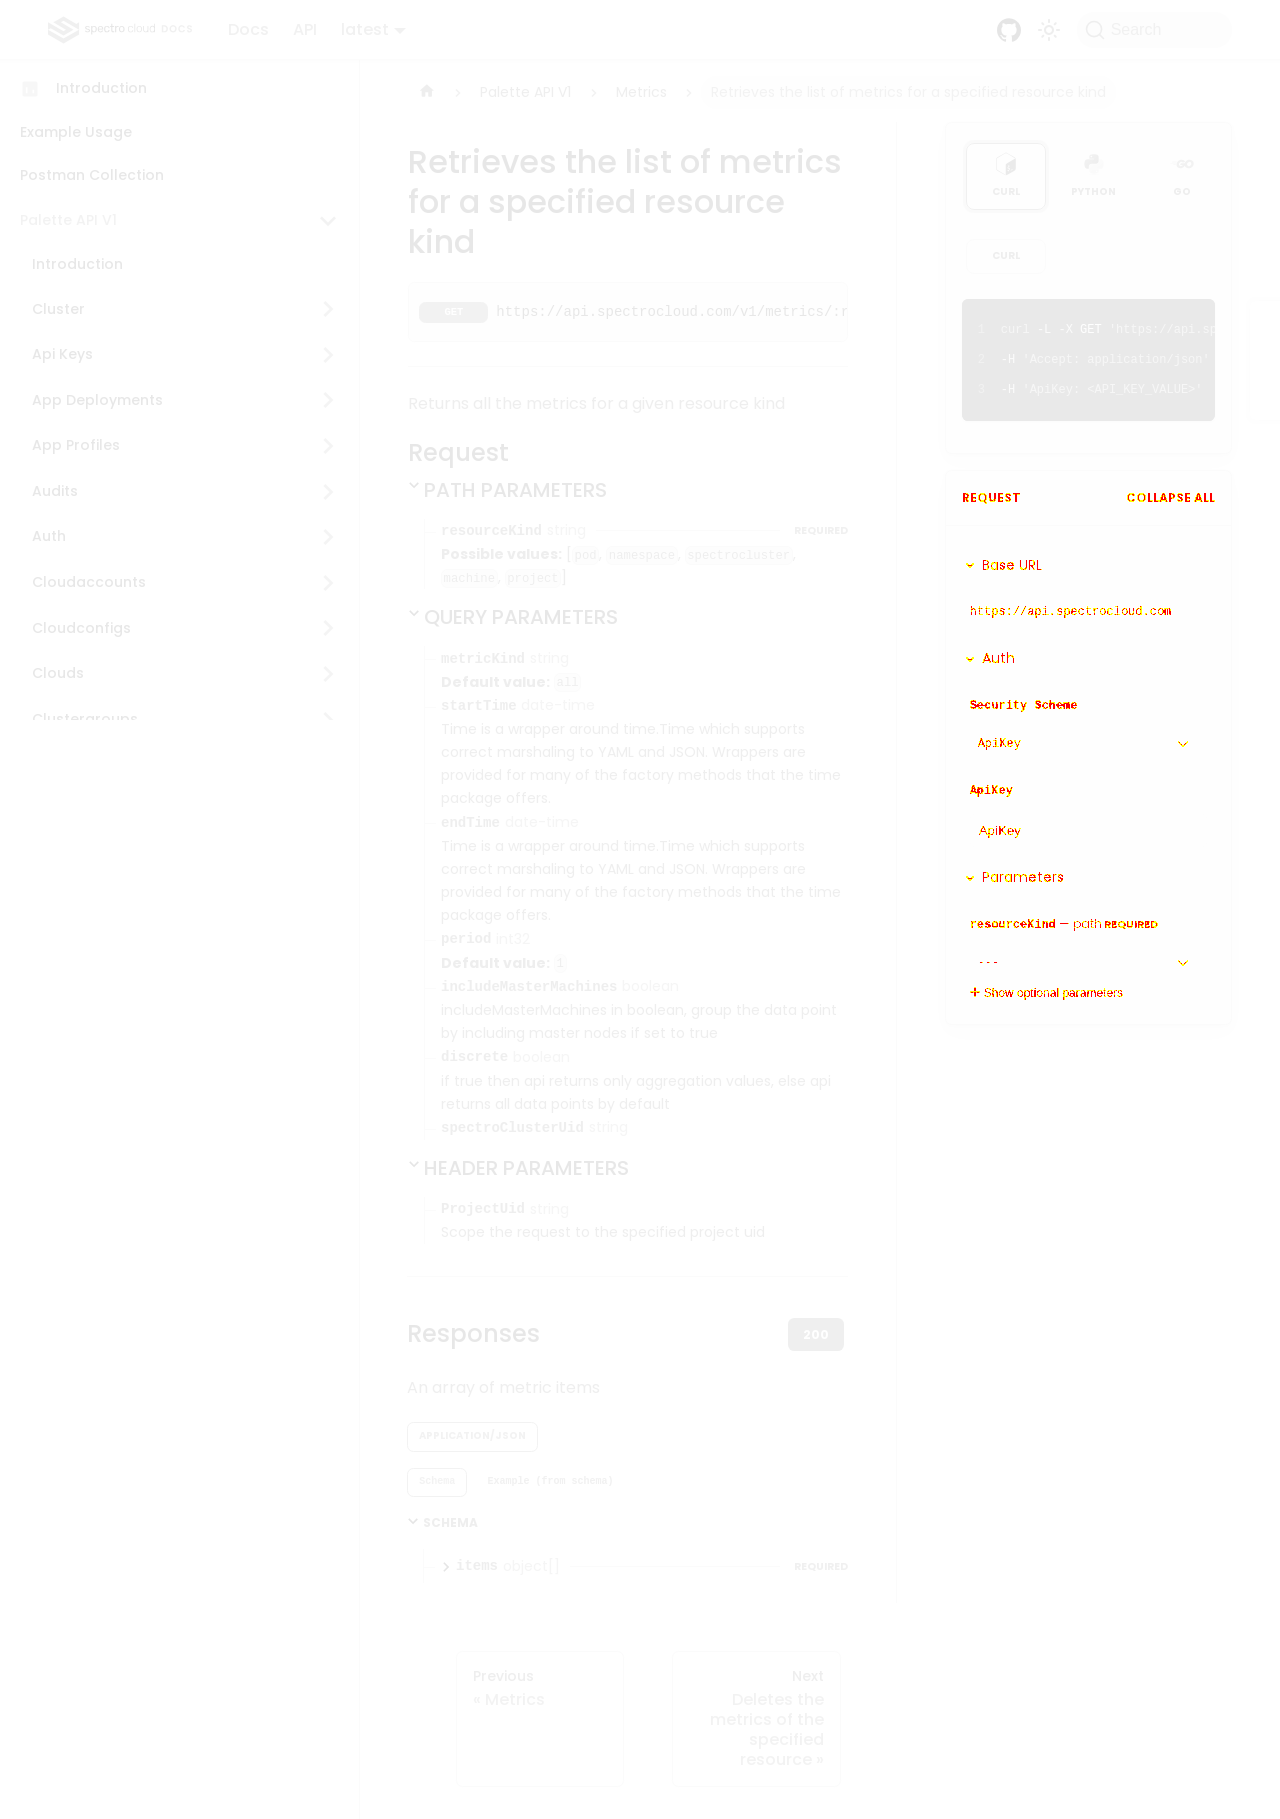 spectro cloud DOCS
Docs
API
latest
Search
Introduction
Example Usage
Postman Collection
Palette API V1
Introduction
Cluster
Api Keys
App Deployments
App Profiles
Audits
Auth
Cloudaccounts
Cloudconfigs
Clouds
Clustergroups
Palette API V1
Metrics
Retrieves the list of metrics for a specified resource kind
Retrieves the list of metrics
for a specified resource
kind
GET https://api.spectrocloud.com/v1/metrics/:r
Returns all the metrics for a given resource kind
Request
PATH PARAMETERS
resourceKind string REQUIRED
Possible values: [pod, namespace, spectrocluster,
machine, project]
QUERY PARAMETERS
metricKind string
Default value: all
startTime date-time
Time is a wrapper around time.Time which supports
correct marshaling to YAML and JSON. Wrappers are
provided for many of the factory methods that the time
package offers.
endTime date-time
Time is a wrapper around time.Time which supports
correct marshaling to YAML and JSON. Wrappers are
provided for many of the factory methods that the time
package offers.
period int32
Default value: 1
includeMasterMachines boolean
includeMasterMachines in boolean, group the data point
by including master nodes if set to true
discrete boolean
if true then api returns only aggregation values, else api
returns all data points by default
spectroClusterUid string
HEADER PARAMETERS
ProjectUid string
Scope the request to the specified project uid
Responses
200
An array of metric items
APPLICATION/JSON
Schema
Example (from schema)
SCHEMA
items object[] REQUIRED
Previous
« Metrics
Next
Deletes the
metrics of the
specified
resource »
CURL
PYTHON
GO
CURL
1 curl -L -X GET 'https://api.sp
2 -H 'Accept: application/json'
3 -H 'ApiKey: <API_KEY_VALUE>'
REQUEST
COLLAPSE ALL
Base URL
https://api.spectrocloud.com
Auth
Security Scheme
ApiKey
ApiKey
ApiKey
Parameters
resourceKind — path REQUIRED
---
Show optional parameters